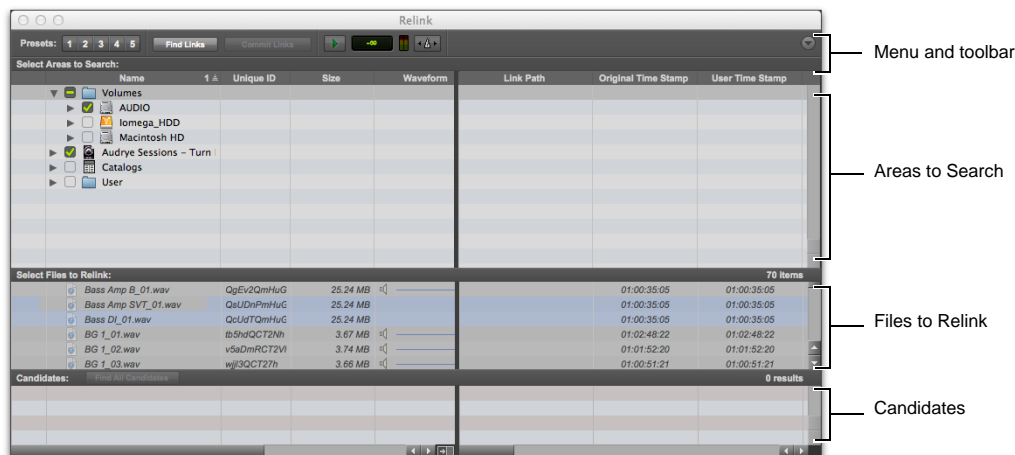 Relink
Presets: 1 2 3 4 5 Find Links Commit Links -∞
Menu and toolbar
Select Areas to Search:
Name 1 Unique ID Size Waveform Link Path Original Time Stamp User Time Stamp
Volumes
AUDIO
Iomega_HDD
Macintosh HD
Audrye Sessions – Turn
Catalogs
User
Areas to Search
Select Files to Relink: 70 items
Bass Amp B_01.wav QgEv2QmHuG 25.24 MB 01:00:35:05 01:00:35:05
Bass Amp SVT_01.wav QsUDnPmHuG 25.24 MB 01:00:35:05 01:00:35:05
Bass DI_01.wav QcUdTQmHuG 25.24 MB 01:00:35:05 01:00:35:05
BG 1_01.wav tb5hdQCT2Nh 3.67 MB 01:02:48:22 01:02:48:22
BG 1_02.wav v5aDmRCT2Vl 3.74 MB 01:01:52:20 01:01:52:20
BG 1_03.wav 3.66 MB 01:00:51:21 01:00:51:21
Files to Relink
Candidates: Find All Candidates 0 results
Candidates